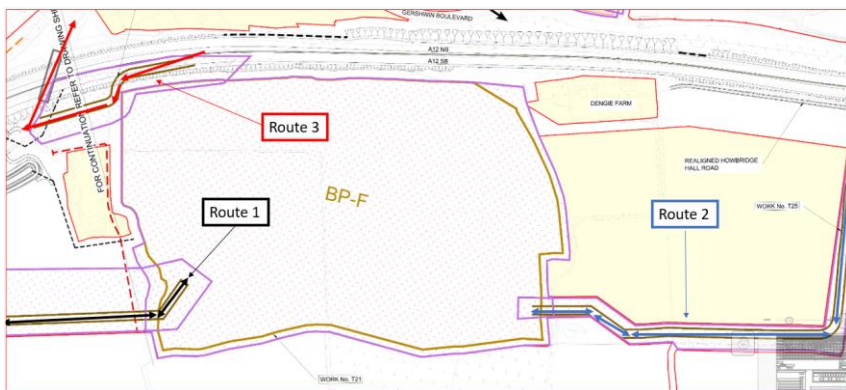 GERSHWIN BOULEVARD
A12 NB
A12 SB
FOR CONTINUATION REFER TO DRAWING SHE
Route 3
DENGIE FARM
REALIGNED HOWBRIDGE
HALL ROAD
BP-F
Route 1
Route 2
WORK No. T25
WORK No. T21